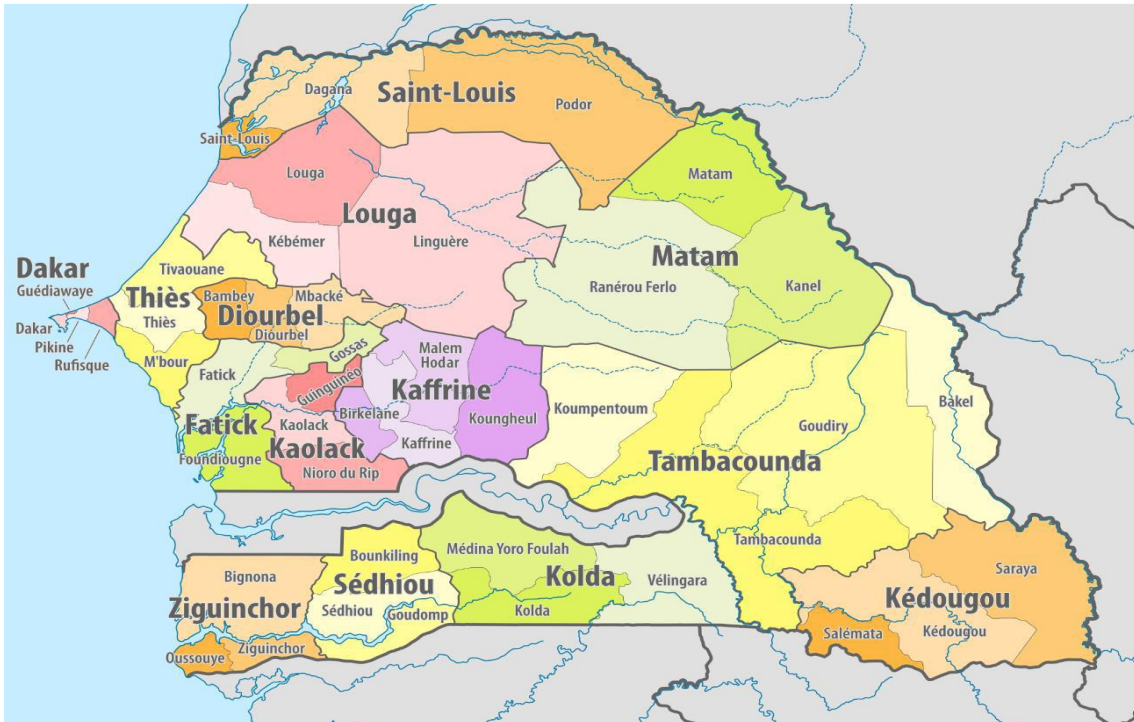 Dagana
Saint-Louis
Podor
Saint-Louis
Louga
Matam
Louga
Kébémer
Linguère
Matam
Tivaouane
Dakar
Guédiawaye
Thiès
Thiès
Ranérou Ferlo
Kanel
Bambey
Mbacké
Diourbel
Diourbel
Dakar
Pikine
Rufisque
M'bour
Fatick
Gossas
Malem
Hodar
Guinguinéo
Kaffrine
Birkelane
Koungheul
Koumpentoum
Bakel
Goudiry
Fatick
Kaolack
Kaolack
Kaffrine
Foundiougne
Nioro du Rip
Tambacounda
Tambacounda
Bounkiling
Médina Yoro Foulah
Bignona
Sédhiou
Kolda
Vélingara
Saraya
Ziguinchor
Sédhiou
Goudomp
Kolda
Kédougou
Salémata
Kédougou
Oussouye
Ziguinchor